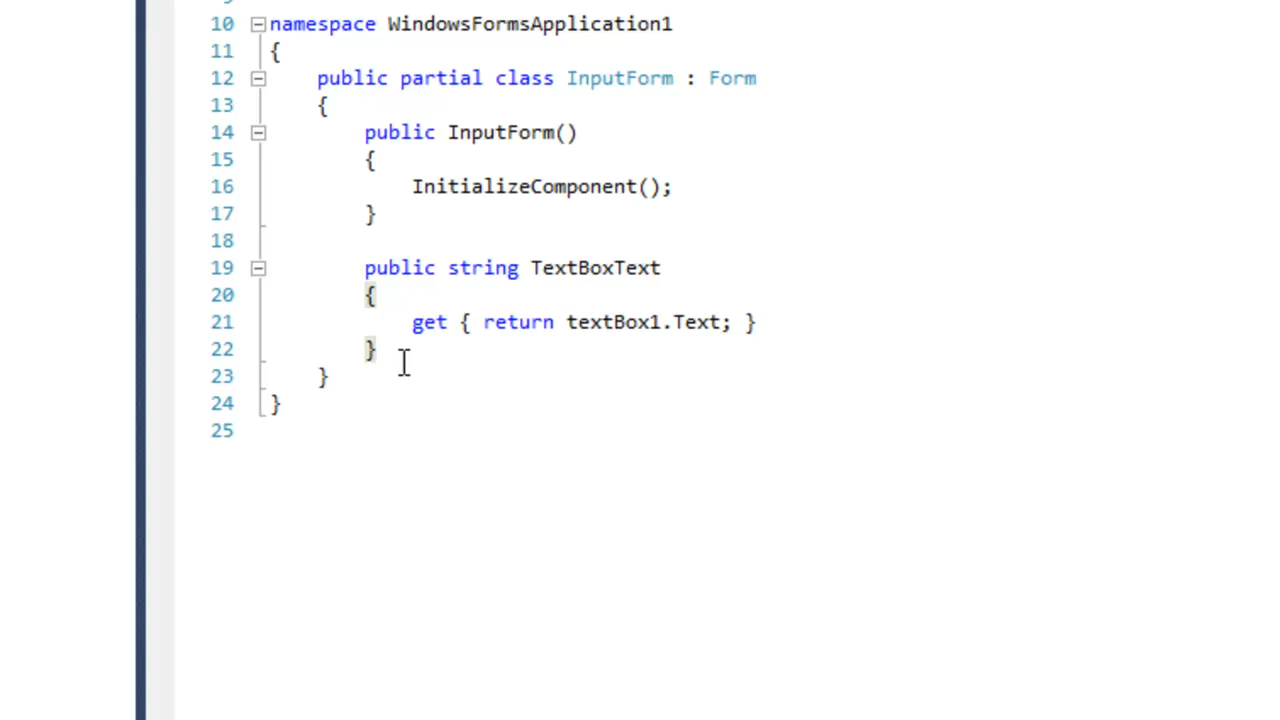 10 namespace WindowsFormsApplication1
11 {
12 public partial class InputForm : Form
13 {
14 public InputForm()
15 {
16 InitializeComponent();
17 }
18
19 public string TextBoxText
20 {
21 get { return textBox1.Text; }
22 }
23 }
24 }
25